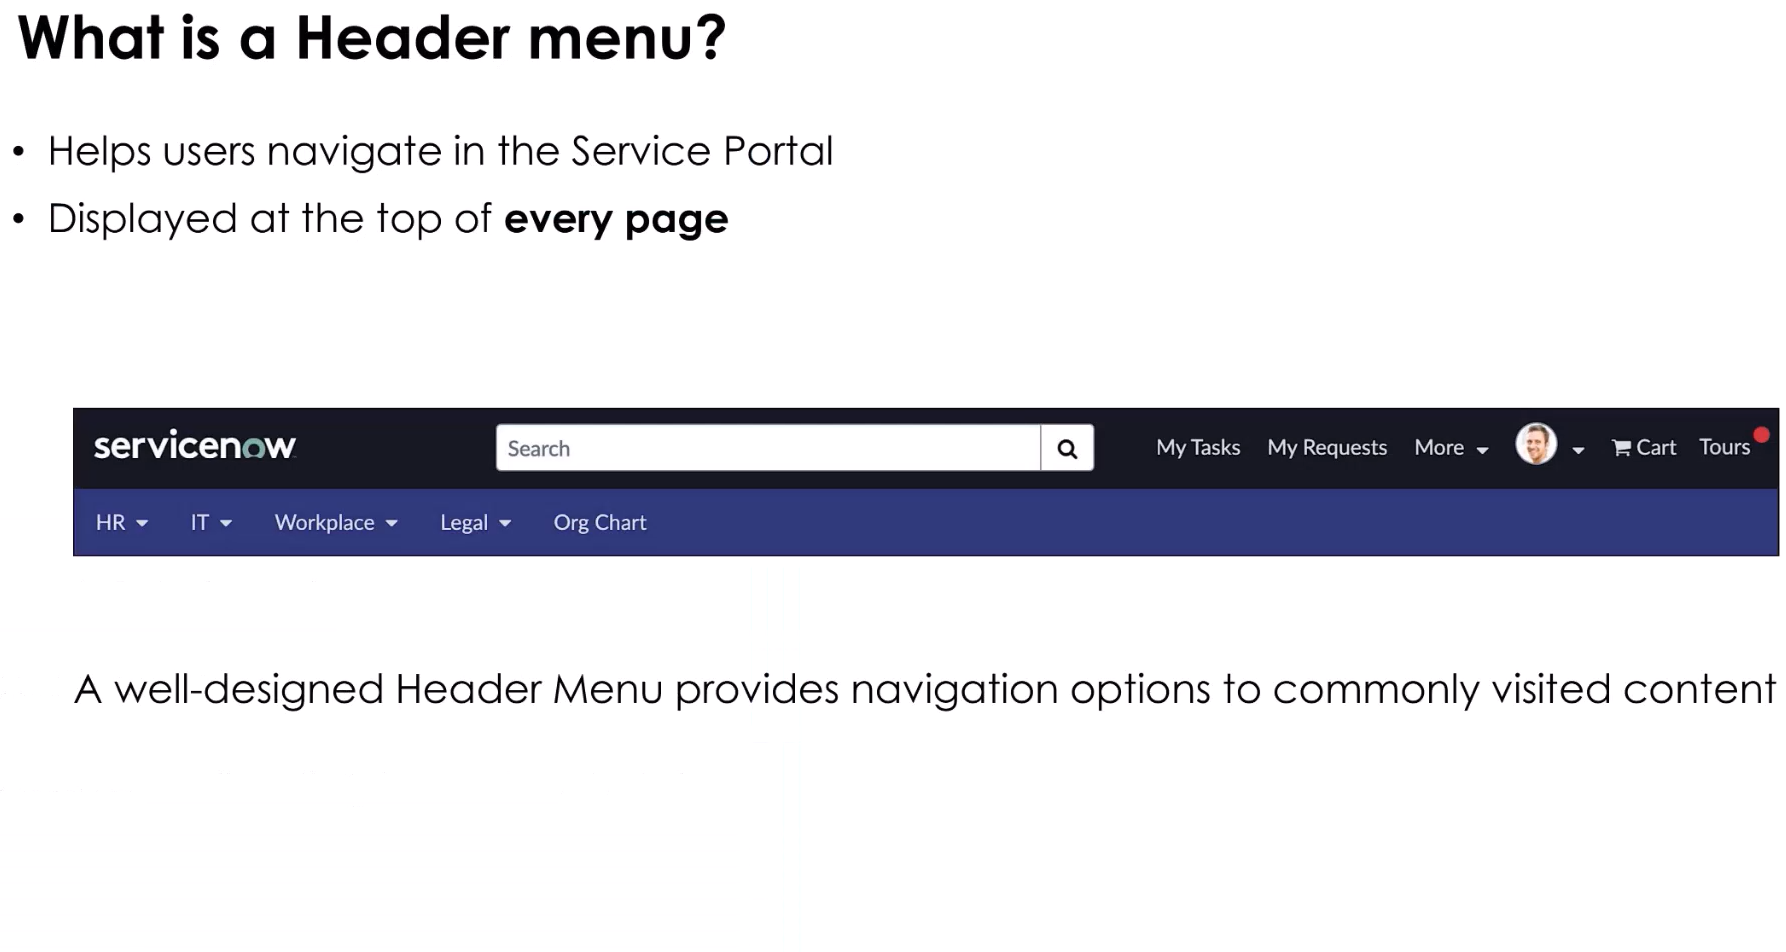 What is a Header menu?
• Helps users navigate in the Service Portal
• Displayed at the top of every page
servicenow Search My Tasks My Requests More Cart Tours
HR IT Workplace Legal Org Chart
A well-designed Header Menu provides navigation options to commonly visited content